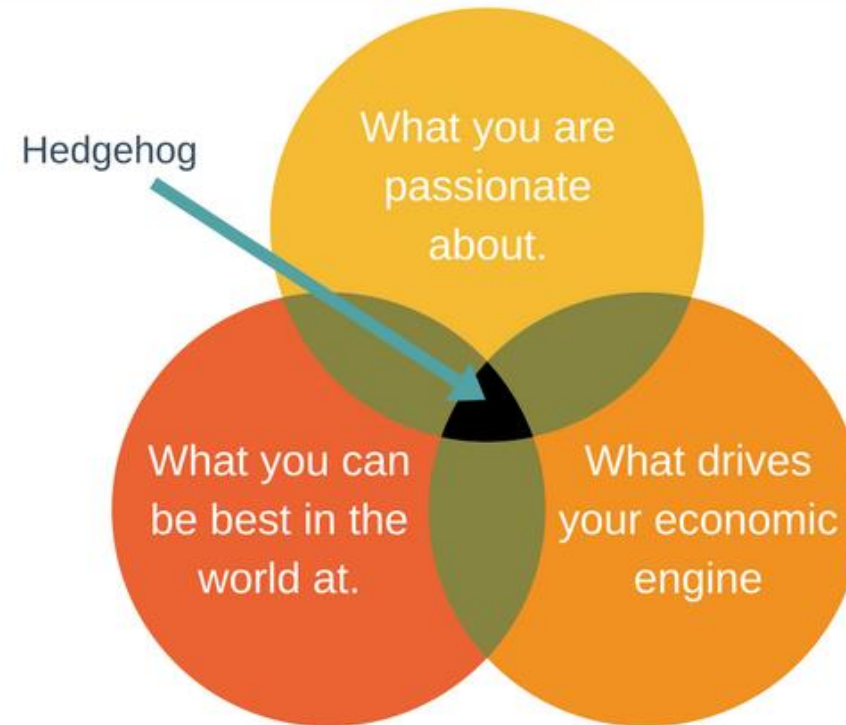 Hedgehog
What you are
passionate
about.
What you can
be best in the
world at.
What drives
your economic
engine